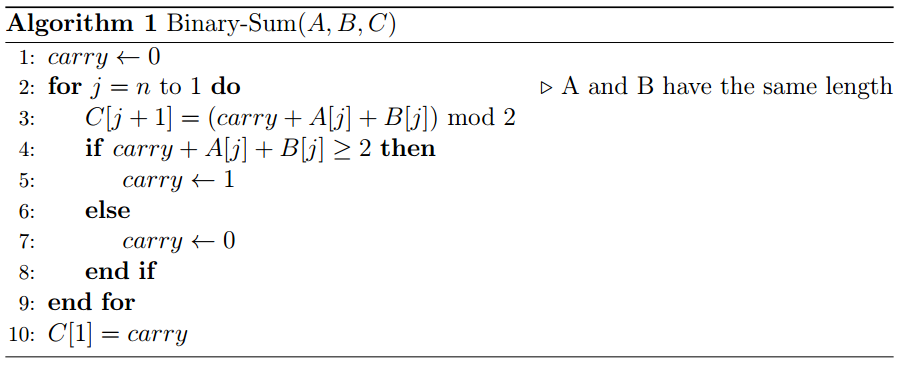 Algorithm 1 Binary-Sum(A, B, C)
1: carry ← 0
2: for j = n to 1 do ▷ A and B have the same length
3: C[j + 1] = (carry + A[j] + B[j]) mod 2
4: if carry + A[j] + B[j] ≥ 2 then
5: carry ← 1
6: else
7: carry ← 0
8: end if
9: end for
10: C[1] = carry